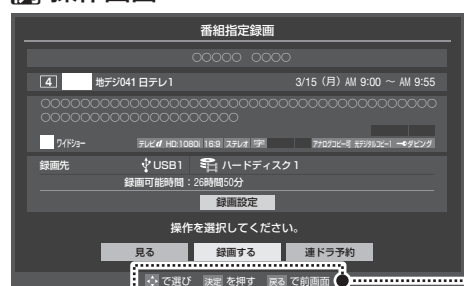 例 操作画面
番組指定録画
○○○○○ ○○○○
4 地デジ041 日テレ1 3/15（月）AM 9:00 ～ AM 9:55
○○○○○○○○○○○○○○○○○○○○○○○○○○○○○○○○○○○
○○○○○○○○○○○○○○○○○○
ワイドショー テレビd HD:1080i 16:9 ステレオ 字 アナログコピー可 光デジタルコピー1 ダビング
録画先 USB1 ハードディスク1
録画可能時間：26時間50分
録画設定
操作を選択してください。
見る 録画する 連ドラ予約
で選び 決定 を押す 戻る で前画面